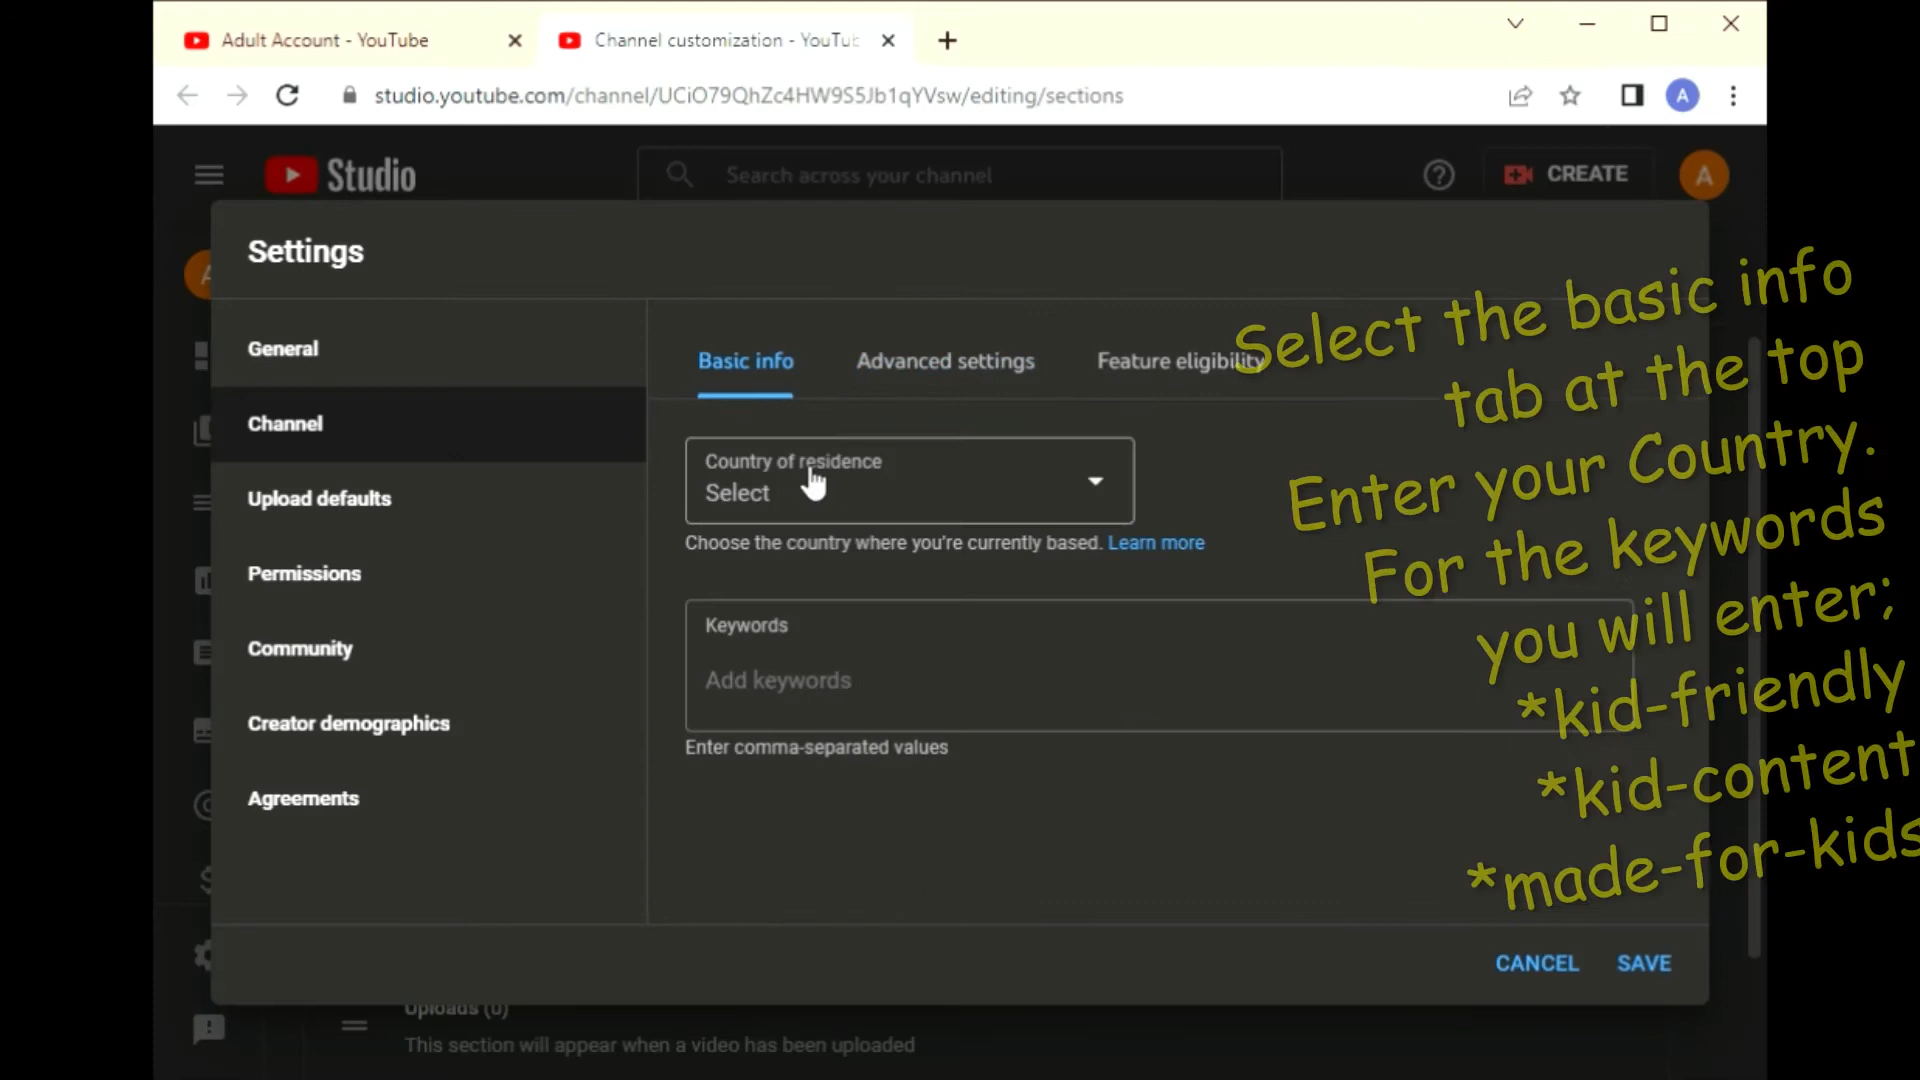 Adult Account - YouTube
Channel customization - YouTub
studio.youtube.com/channel/UCiO79QhZc4HW9S5Jb1qYVsw/editing/sections
A
Studio
Search across your channel
CREATE
A
Settings
A
General
Channel
Upload defaults
Permissions
Community
Creator demographics
Agreements
Basic info
Advanced settings
Feature eligibility
Country of residence
Select
Choose the country where you're currently based. Learn more
Keywords
Add keywords
Enter comma-separated values
CANCEL
SAVE
Uploads (0)
This section will appear when a video has been uploaded
Select the basic info
tab at the top
Enter your Country.
For the keywords
you will enter;
*kid-friendly
*kid-content
*made-for-kids